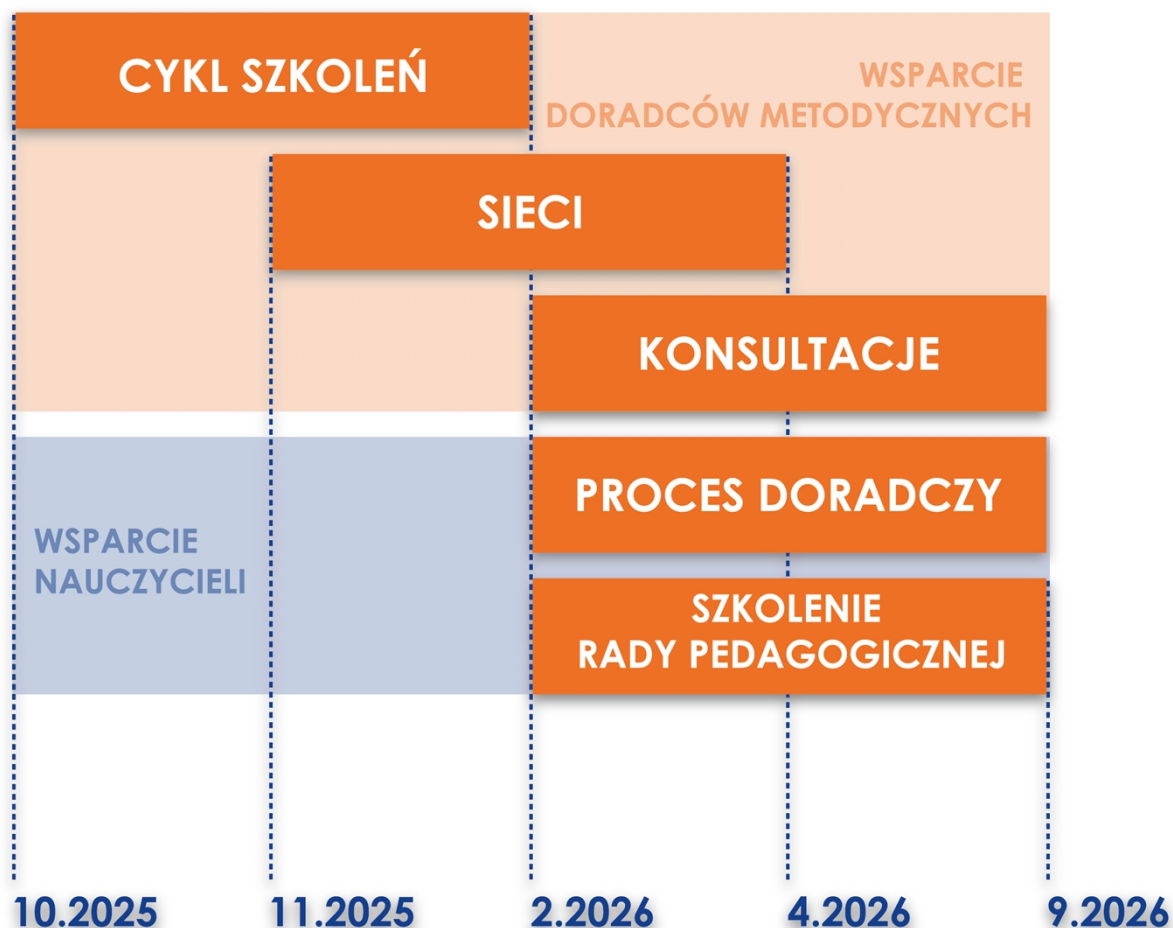 CYKL SZKOLEŃ
WSPARCIE
DORADCÓW METODYCZNYCH
SIECI
KONSULTACJE
PROCES DORADCZY
WSPARCIE
NAUCZYCIELI
SZKOLENIE
RADY PEDAGOGICZNEJ
10.2025
11.2025
2.2026
4.2026
9.2026